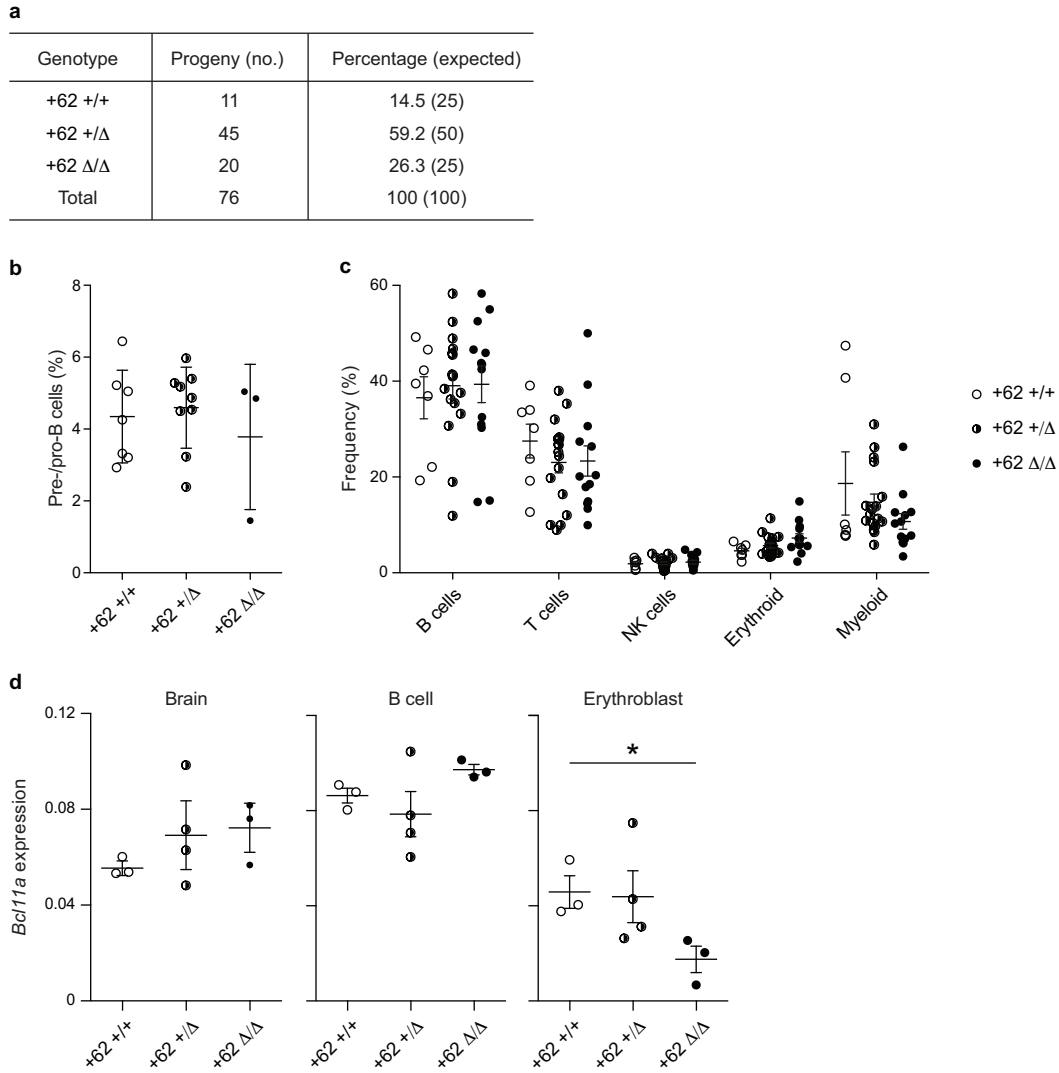 a
Genotype Progeny (no.) Percentage (expected)
+62 +/+ 11 14.5 (25)
+62 +/Δ 45 59.2 (50)
+62 Δ/Δ 20 26.3 (25)
Total 76 100 (100)
b
Pre-/pro-B cells (%)
8
6
4
2
0
+62 +/+
+62 +/Δ
+62 Δ/Δ
c
Frequency (%)
60
40
20
0
B cells
T cells
NK cells
Erythroid
Myeloid
+62 +/+
+62 +/Δ
+62 Δ/Δ
d
Bcl11a expression
0.12
0.08
0.04
0
Brain
+62 +/+
+62 +/Δ
+62 Δ/Δ
B cell
+62 +/+
+62 +/Δ
+62 Δ/Δ
Erythroblast
*
+62 +/+
+62 +/Δ
+62 Δ/Δ